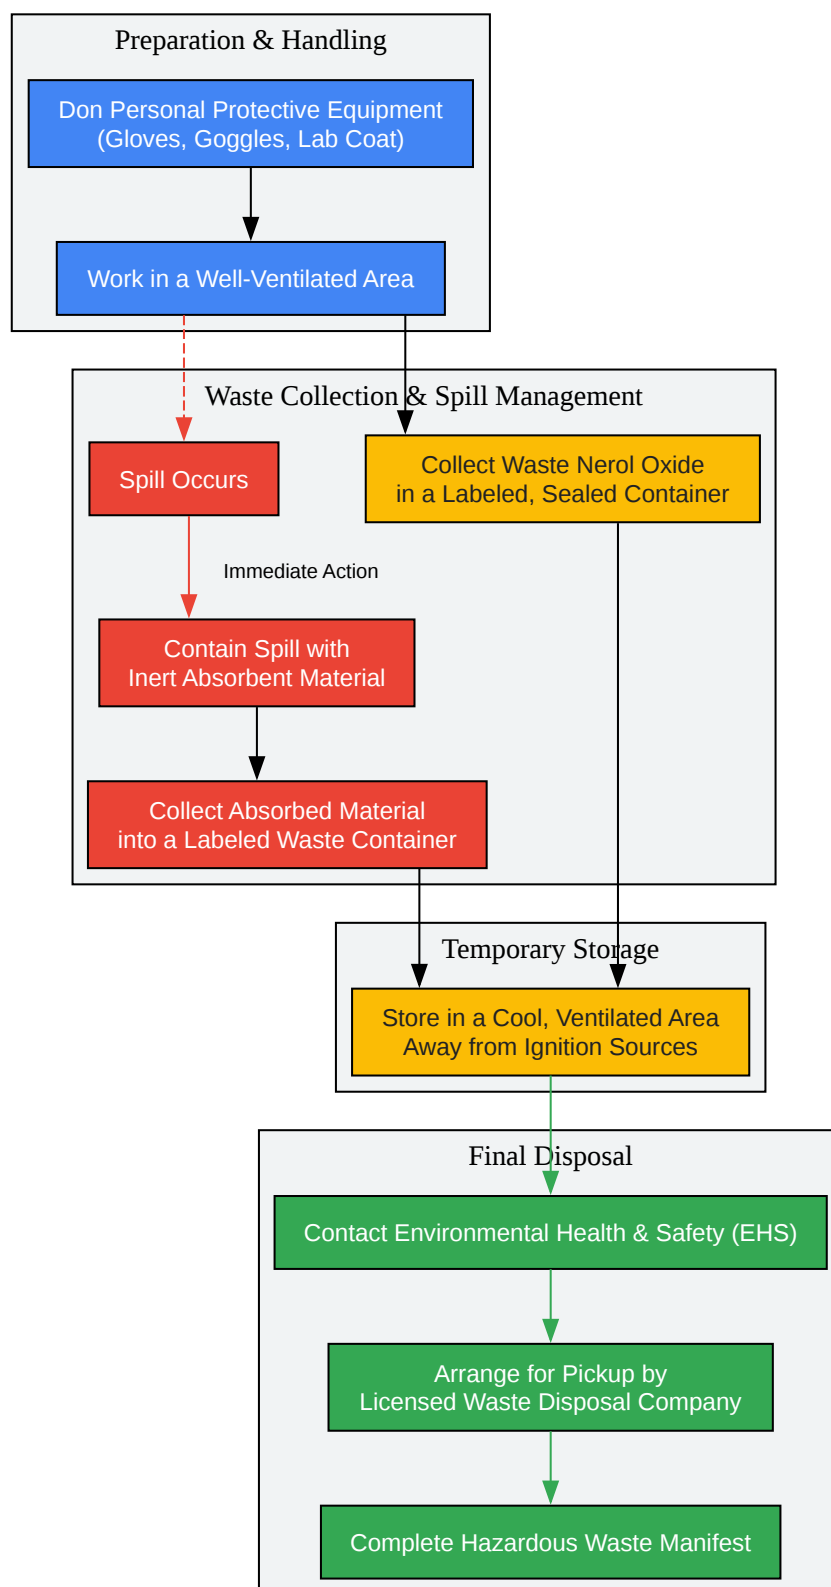 Preparation & Handling
Don Personal Protective Equipment
(Gloves, Goggles, Lab Coat)
Work in a Well-Ventilated Area
Waste Collection & Spill Management
Spill Occurs
Collect Waste Nerol Oxide
in a Labeled, Sealed Container
Immediate Action
Contain Spill with
Inert Absorbent Material
Collect Absorbed Material
into a Labeled Waste Container
Temporary Storage
Store in a Cool, Ventilated Area
Away from Ignition Sources
Final Disposal
Contact Environmental Health & Safety (EHS)
Arrange for Pickup by
Licensed Waste Disposal Company
Complete Hazardous Waste Manifest